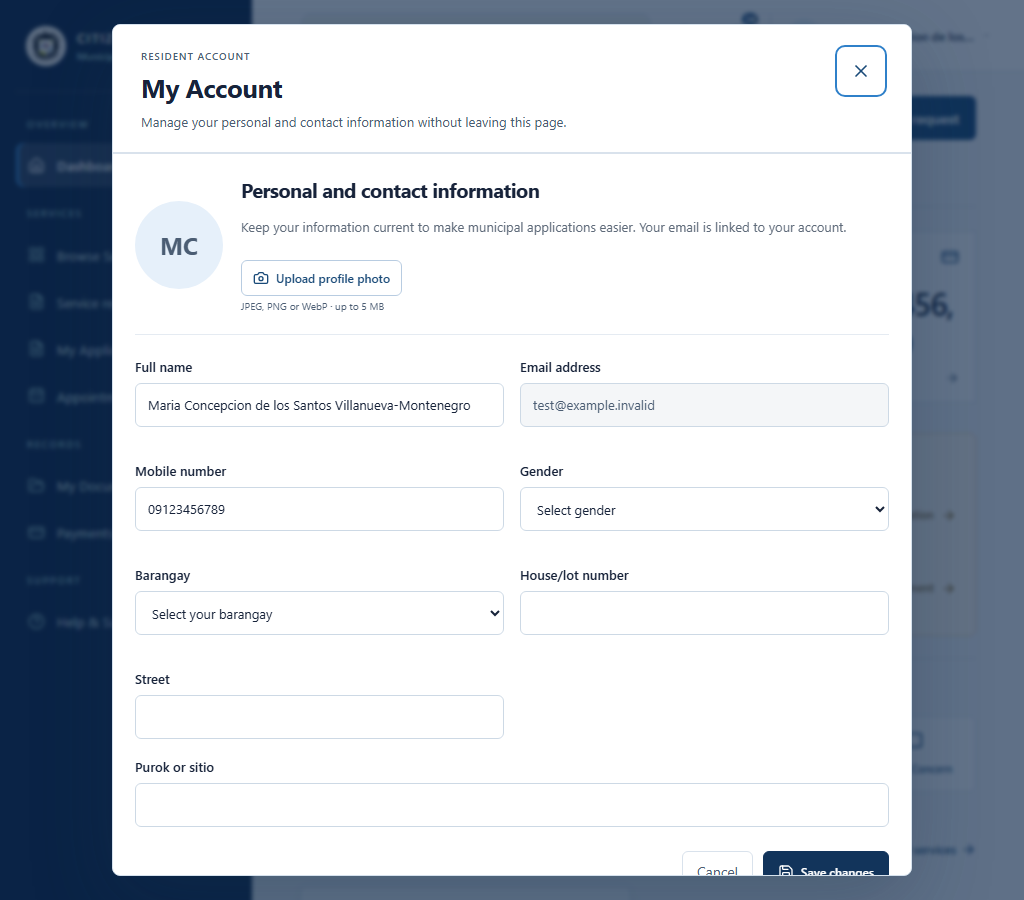 RESIDENT ACCOUNT
My Account
Manage your personal and contact information without leaving this page.
MC
Personal and contact information
Keep your information current to make municipal applications easier. Your email is linked to your account.
Upload profile photo
JPEG, PNG or WebP · up to 5 MB
Full name
Email address
Maria Concepcion de los Santos Villanueva-Montenegro
test@example.invalid
Mobile number
Gender
09123456789
Select gender
Barangay
House/lot number
Select your barangay
Street
Purok or sitio
Cancel
Save changes
OVERVIEW
SERVICES
RECORDS
SUPPORT